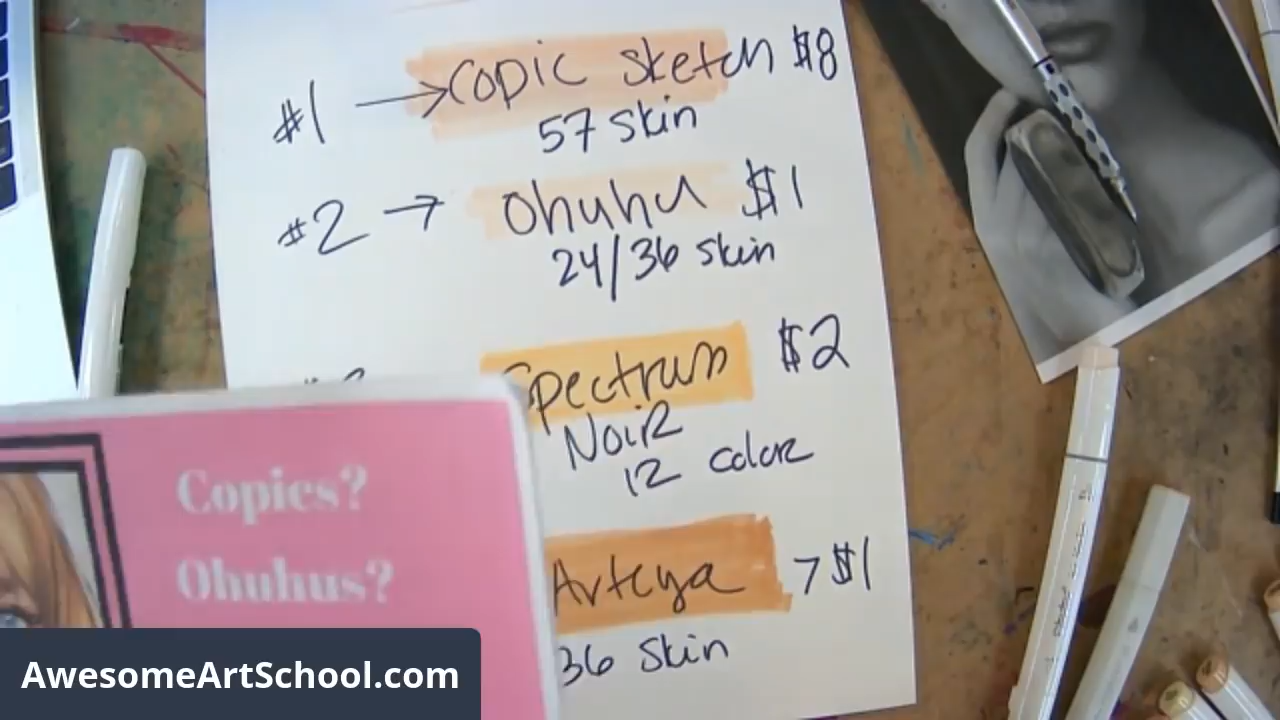 #1 → Copic Sketch $8
57 Skin
#2 → Ohuhu $1
24/36 Skin
Spectrum $2
Noir
12 color
Arteza 7 $1
36 Skin
Copics?
Ohuhus?
AwesomeArtSchool.com